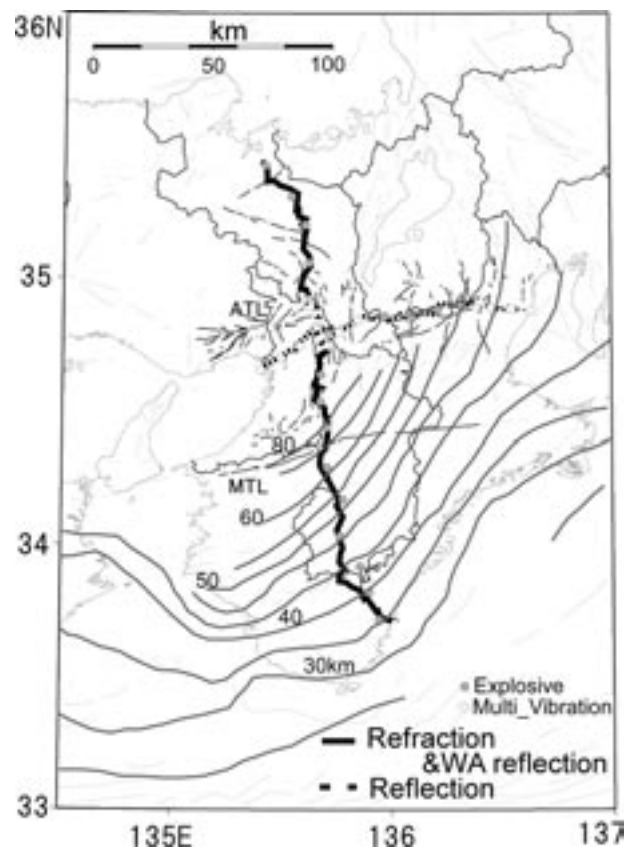 36N
km
0 50 100
35
ATL
80
MTL
60
34
50
40
30km
Explosive
Multi_Vibration
Refraction
&WA reflection
Reflection
33
135E 136 137